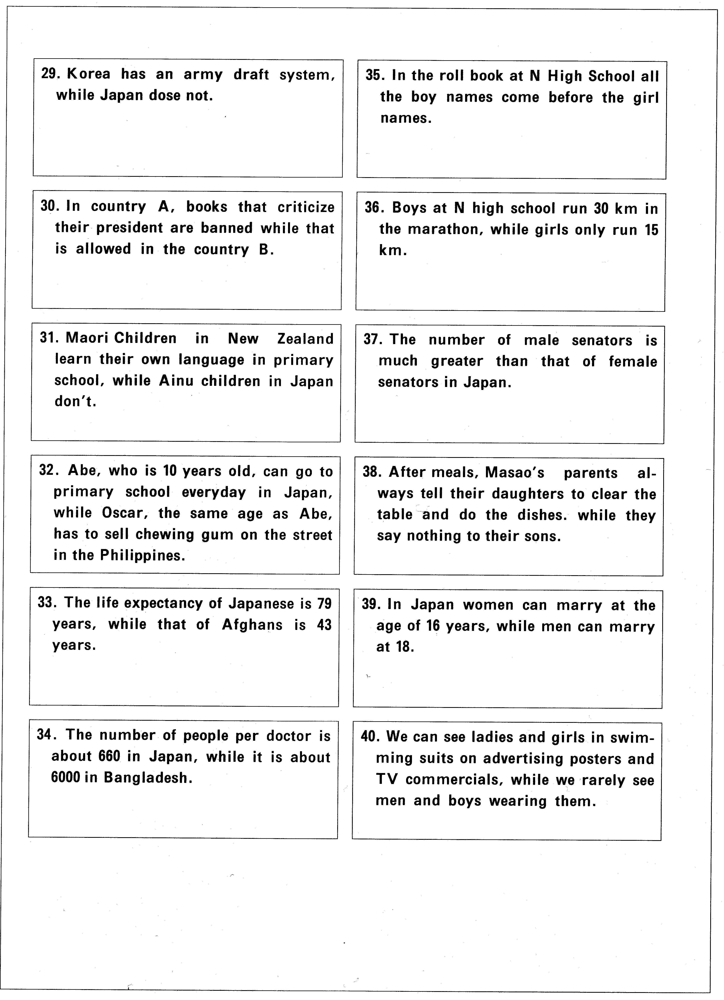 29. Korea has an army draft system,
while Japan dose not.
30. In country A, books that criticize
their president are banned while that
is allowed in the country B.
31. Maori Children in New Zealand
learn their own language in primary
school, while Ainu children in Japan
don't.
32. Abe, who is 10 years old, can go to
primary school everyday in Japan,
while Oscar, the same age as Abe,
has to sell chewing gum on the street
in the Philippines.
33. The life expectancy of Japanese is 79
years, while that of Afghans is 43
years.
34. The number of people per doctor is
about 660 in Japan, while it is about
6000 in Bangladesh.
35. In the roll book at N High School all
the boy names come before the girl
names.
36. Boys at N high school run 30 km in
the marathon, while girls only run 15
km.
37. The number of male senators is
much greater than that of female
senators in Japan.
38. After meals, Masao's parents al-
ways tell their daughters to clear the
table and do the dishes. while they
say nothing to their sons.
39. In Japan women can marry at the
age of 16 years, while men can marry
at 18.
40. We can see ladies and girls in swim-
ming suits on advertising posters and
TV commercials, while we rarely see
men and boys wearing them.